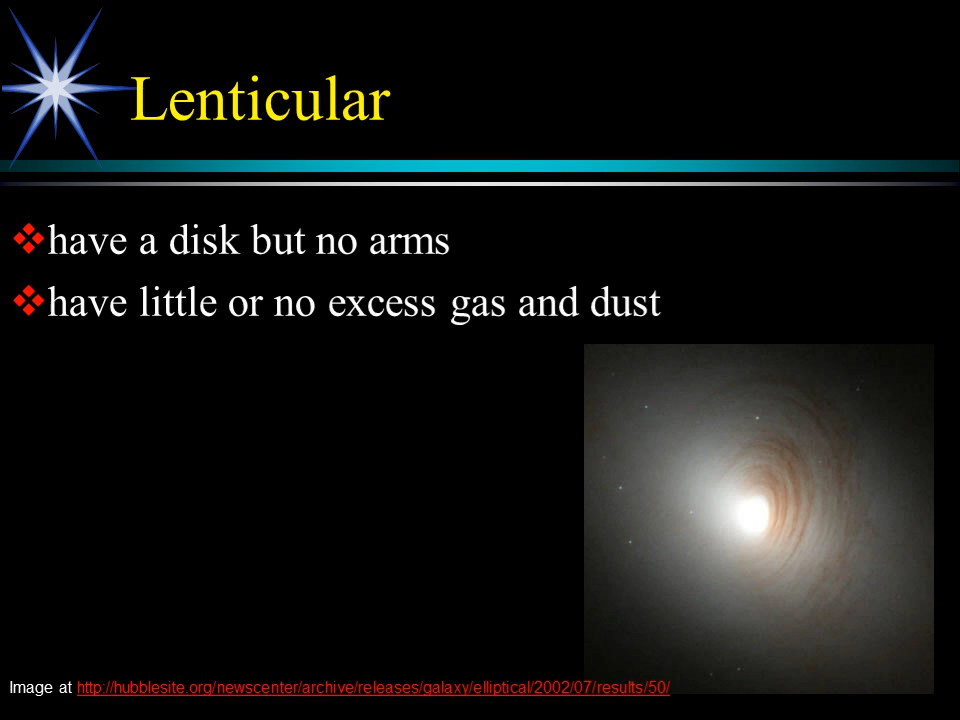 Lenticular
have a disk but no arms
have little or no excess gas and dust
Image at http://hubblesite.org/newscenter/archive/releases/galaxy/elliptical/2002/07/results/50/